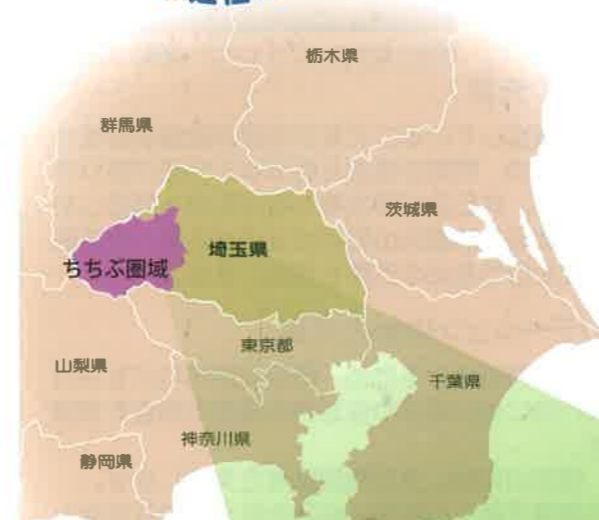 栃木県
群馬県
茨城県
埼玉県
ちちぶ圏域
東京都
山梨県
千葉県
神奈川県
静岡県